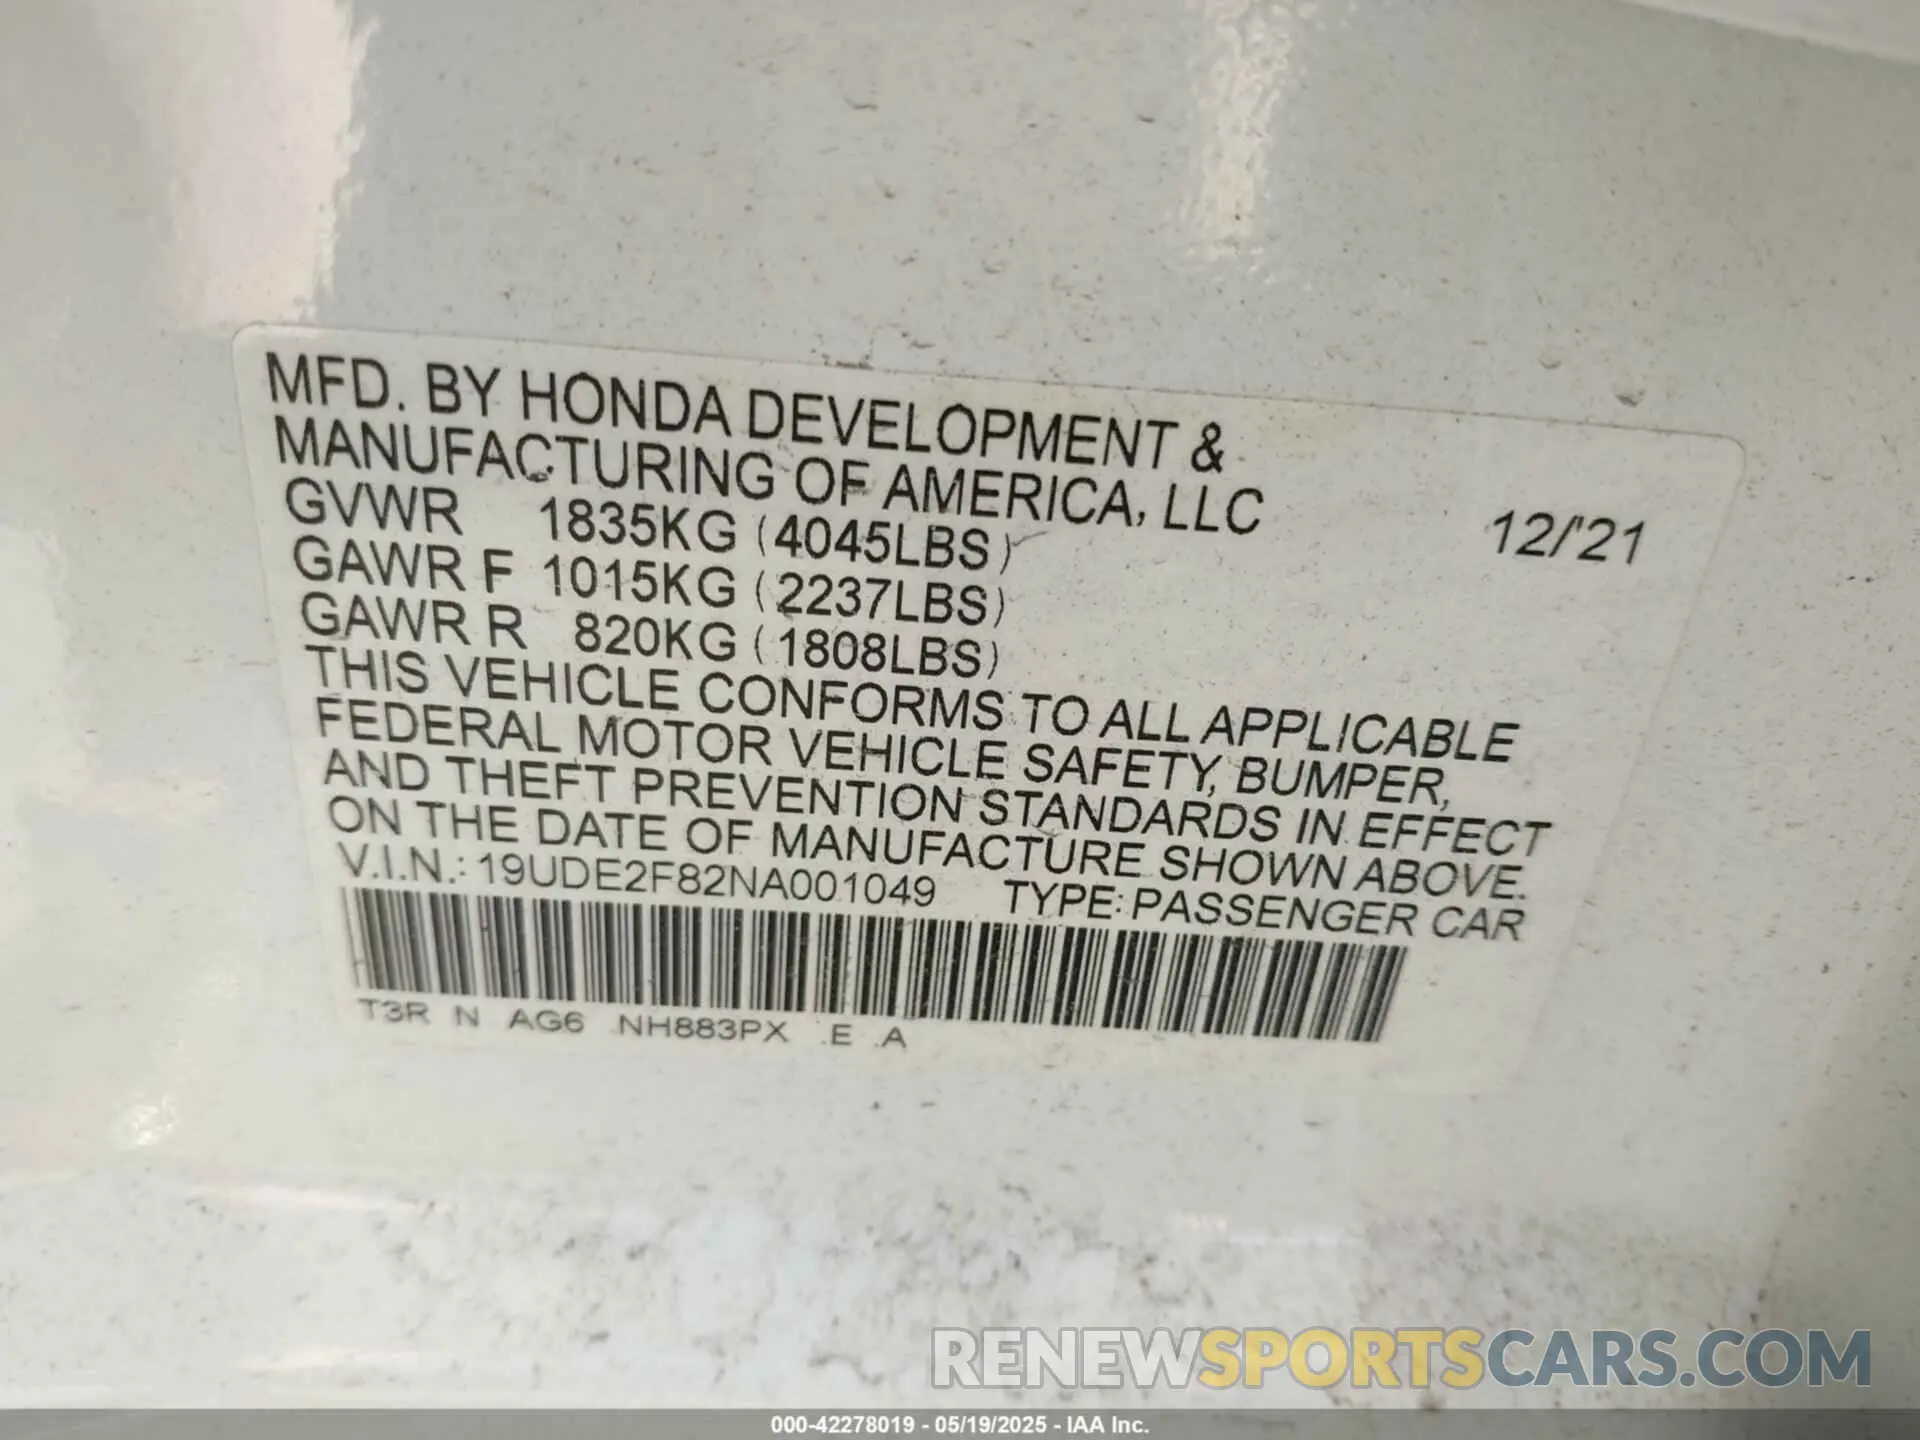 MFD. BY HONDA DEVELOPMENT &
MANUFACTURING OF AMERICA, LLC
GVWR 1835KG (4045LBS) 12/'21
GAWR F 1015KG (2237LBS)
GAWR R 820KG (1808LBS)
THIS VEHICLE CONFORMS TO ALL APPLICABLE
FEDERAL MOTOR VEHICLE SAFETY, BUMPER,
AND THEFT PREVENTION STANDARDS IN EFFECT
ON THE DATE OF MANUFACTURE SHOWN ABOVE.
V.I.N.: 19UDE2F82NA001049 TYPE: PASSENGER CAR
T3R N AG6 NH883PX E A
RENEWSPORTSCARS.COM
000-42278019 - 05/19/2025 - IAA Inc.